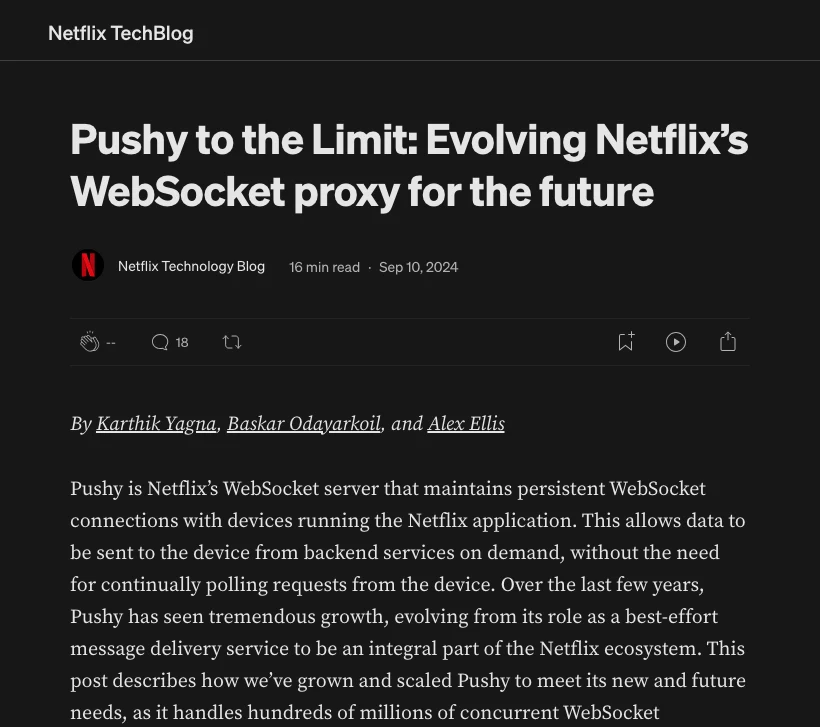 Netflix TechBlog
Pushy to the Limit: Evolving Netflix’s
WebSocket proxy for the future
N
Netflix Technology Blog 16 min read · Sep 10, 2024
-- 18
By Karthik Yagna, Baskar Odayarkoil, and Alex Ellis
Pushy is Netflix’s WebSocket server that maintains persistent WebSocket
connections with devices running the Netflix application. This allows data to
be sent to the device from backend services on demand, without the need
for continually polling requests from the device. Over the last few years,
Pushy has seen tremendous growth, evolving from its role as a best-effort
message delivery service to be an integral part of the Netflix ecosystem. This
post describes how we’ve grown and scaled Pushy to meet its new and future
needs, as it handles hundreds of millions of concurrent WebSocket